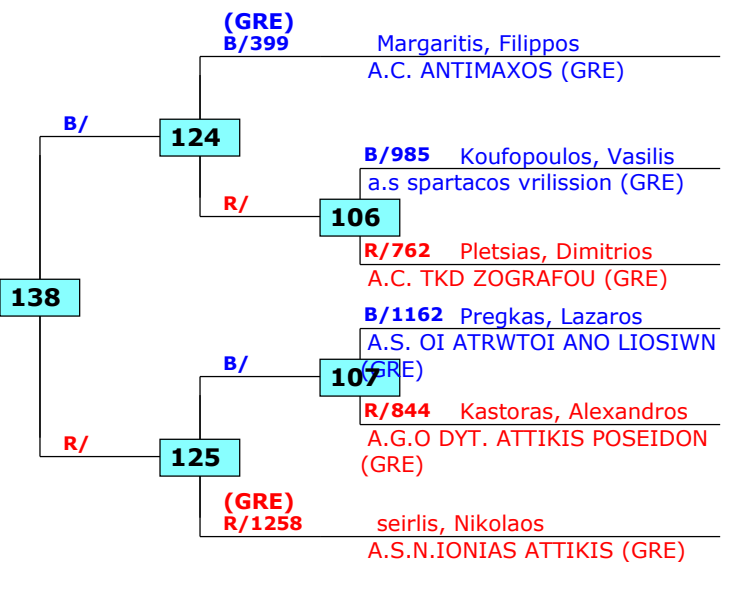 (GRE)
B/399 Margaritis, Filippos
A.C. ANTIMAXOS (GRE)
B/
124
B/985 Koufopoulos, Vasilis
a.s spartacos vrilission (GRE)
R/
106
R/762 Pletsias, Dimitrios
A.C. TKD ZOGRAFOU (GRE)
138
B/1162 Pregkas, Lazaros
A.S. OI ATRWTOI ANO LIOSIWN
(GRE)
B/
107
R/844 Kastoras, Alexandros
A.G.O DYT. ATTIKIS POSEIDON
(GRE)
R/
125
(GRE)
R/1258 seirlis, Nikolaos
A.S.N.IONIAS ATTIKIS (GRE)